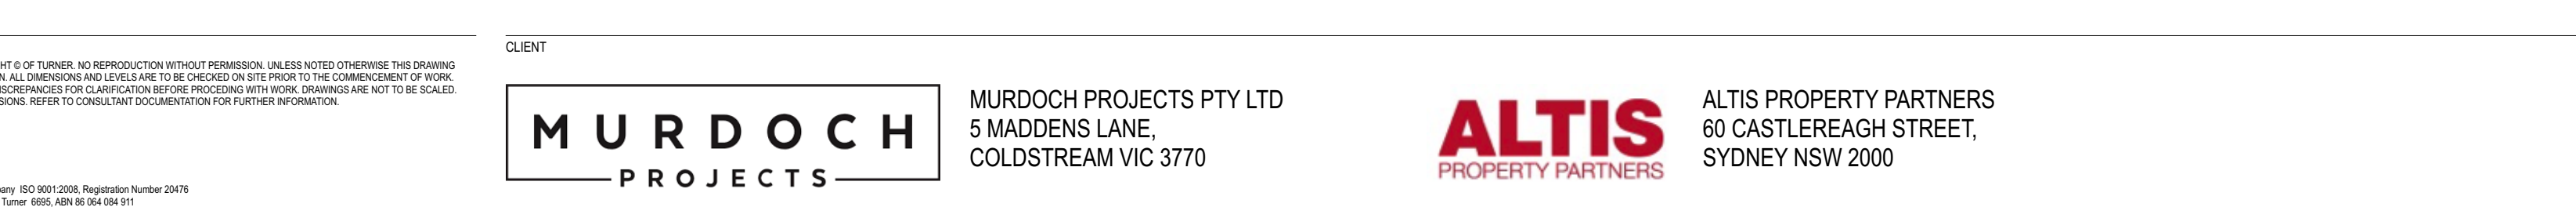 HT © OF TURNER. NO REPRODUCTION WITHOUT PERMISSION. UNLESS NOTED OTHERWISE THIS DRAWING
N. ALL DIMENSIONS AND LEVELS ARE TO BE CHECKED ON SITE PRIOR TO THE COMMENCEMENT OF WORK.
ISCREPANCIES FOR CLARIFICATION BEFORE PROCEDING WITH WORK. DRAWINGS ARE NOT TO BE SCALED.
SIONS. REFER TO CONSULTANT DOCUMENTATION FOR FURTHER INFORMATION.
pany ISO 9001:2008, Registration Number 20476
Turner 6695, ABN 86 064 084 911
CLIENT
MURDOCH
PROJECTS
MURDOCH PROJECTS PTY LTD
5 MADDENS LANE,
COLDSTREAM VIC 3770
ALTIS
PROPERTY PARTNERS
ALTIS PROPERTY PARTNERS
60 CASTLEREAGH STREET,
SYDNEY NSW 2000